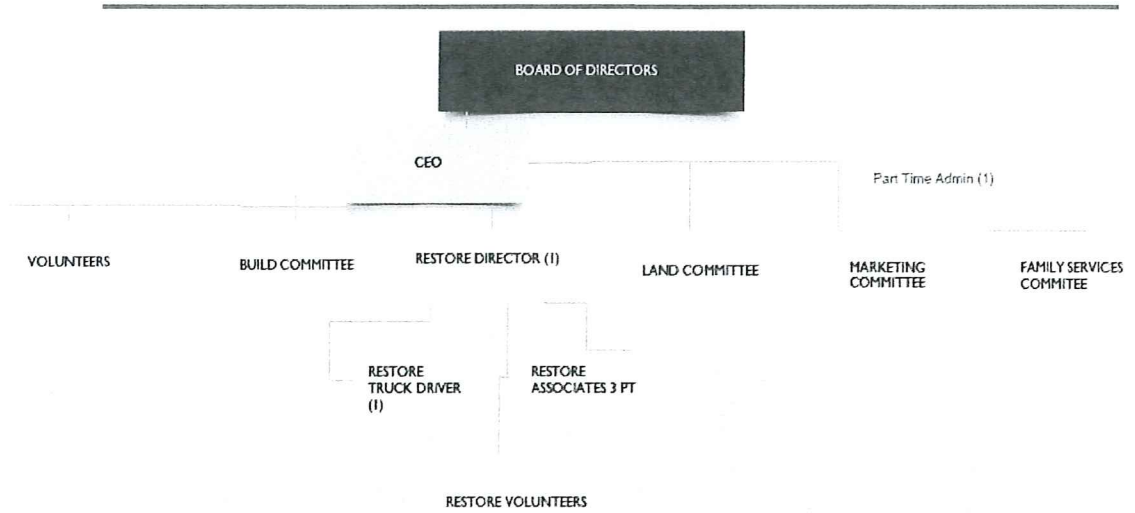 BOARD OF DIRECTORS
CEO
Part Time Admin (1)
VOLUNTEERS
BUILD COMMITTEE
RESTORE DIRECTOR (1)
LAND COMMITTEE
MARKETING
COMMITTEE
FAMILY SERVICES
COMMITEE
RESTORE
TRUCK DRIVER
(1)
RESTORE
ASSOCIATES 3 PT
RESTORE VOLUNTEERS